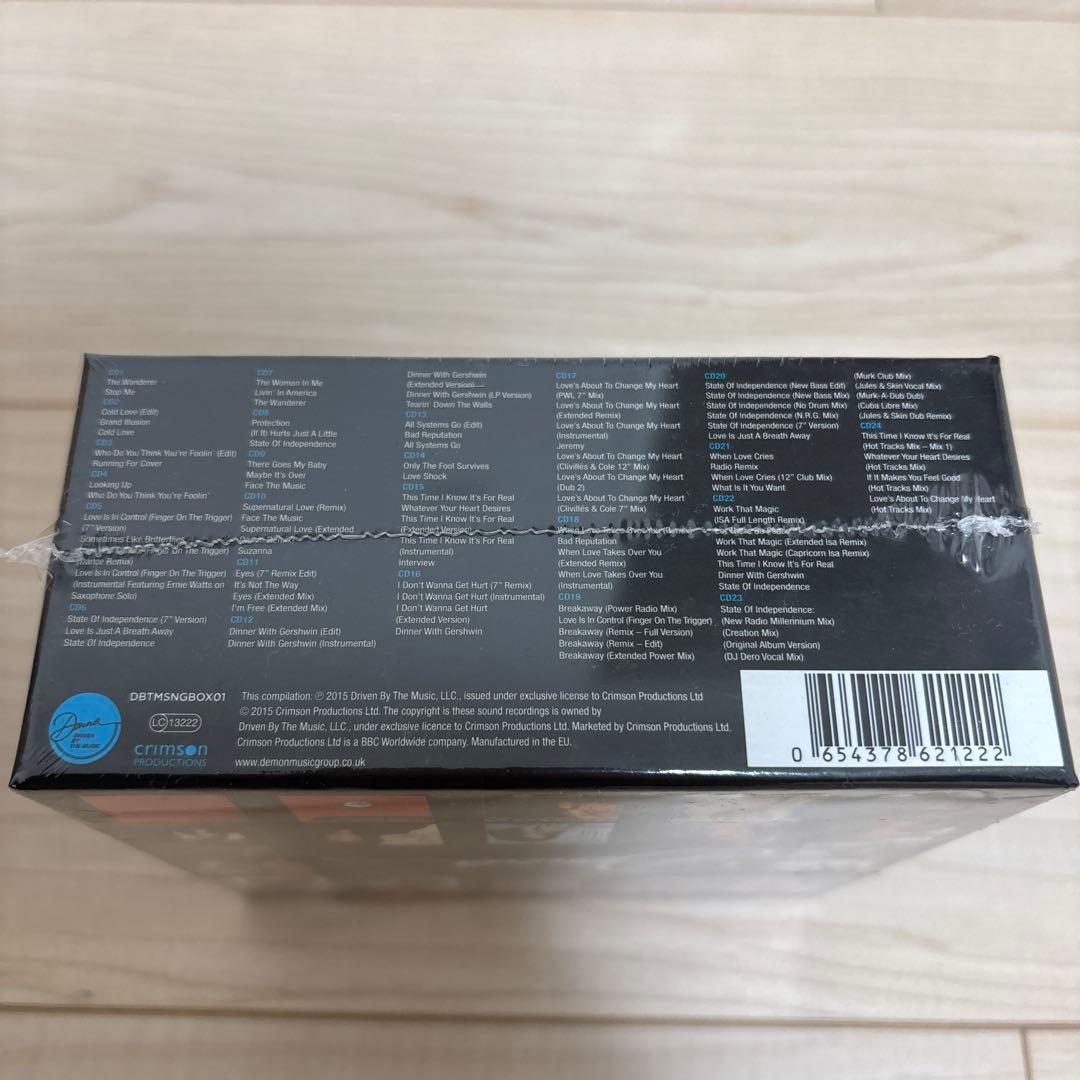 CD1
The Wanderer
Stop Me
CD2
Cold Love (Edit)
Grand Illusion
Cold Love
CD3
Who Do You Think You're Foolin' (Edit)
Running For Cover
CD4
Looking Up
Who Do You Think You're Foolin'
CD5
Love Is In Control (Finger On The Trigger)
(7" Version)
Sometimes Like Butterflies
(Finger On The Trigger)
(Dance Remix)
Love Is In Control (Finger On The Trigger)
(Instrumental Featuring Ernie Watts on
Saxophone Solo)
CD6
State Of Independence (7" Version)
Love Is Just A Breath Away
State Of Independence
CD7
The Woman In Me
Livin' In America
The Wanderer
CD8
Protection
(If It) Hurts Just A Little
State Of Independence
CD9
There Goes My Baby
Maybe It's Over
Face The Music
CD10
Supernatural Love (Remix)
Face The Music
Supernatural Love (Extended
Dance Remix)
Suzanna
CD11
Eyes (7" Remix Edit)
It's Not The Way
Eyes (Extended Mix)
I'm Free (Extended Mix)
CD12
Dinner With Gershwin (Edit)
Dinner With Gershwin (Instrumental)
Dinner With Gershwin
(Extended Version)
Dinner With Gershwin (LP Version)
Tearin' Down The Walls
CD13
All Systems Go (Edit)
Bad Reputation
All Systems Go
CD14
Only The Fool Survives
Love Shock
CD15
This Time I Know It's For Real
Whatever Your Heart Desires
This Time I Know It's For Real
(Extended Version)
This Time I Know It's For Real
(Instrumental)
Interview
CD16
I Don't Wanna Get Hurt (7" Remix)
I Don't Wanna Get Hurt (Instrumental)
I Don't Wanna Get Hurt
(Extended Version)
Dinner With Gershwin
CD17
Love's About To Change My Heart
(PWL 7" Mix)
Love's About To Change My Heart
(Extended Remix)
Love's About To Change My Heart
(Instrumental)
Jeremy
Love's About To Change My Heart
(Clivillés & Cole 12" Mix)
Love's About To Change My Heart
(Dub 2)
Love's About To Change My Heart
(Clivillés & Cole 7" Mix)
CD18
When Love Takes Over You (Remix)
Bad Reputation
When Love Takes Over You
(Extended Remix)
When Love Takes Over You
(Instrumental)
CD19
Breakaway (Power Radio Mix)
Love Is In Control (Finger On The Trigger)
Breakaway (Remix – Full Version)
Breakaway (Remix – Edit)
Breakaway (Extended Power Mix)
CD20
State Of Independence (New Bass Edit)
State Of Independence (New Bass Mix)
State Of Independence (No Drum Mix)
State Of Independence (N.R.G. Mix)
State Of Independence (7" Version)
Love Is Just A Breath Away
CD21
When Love Cries
Radio Remix
When Love Cries (12" Club Mix)
What Is It You Want
CD22
Work That Magic
(ISA Full Length Remix)
Work That Magic (Extended Isa Remix)
Work That Magic (Capricorn Isa Remix)
This Time I Know It's For Real
Dinner With Gershwin
State Of Independence
CD23
State Of Independence:
(New Radio Millennium Mix)
(Creation Mix)
(Original Album Version)
(DJ Dero Vocal Mix)
(Murk Club Mix)
(Jules & Skin Vocal Mix)
(Murk-A-Dub Dub)
(Cuba Libre Mix)
(Jules & Skin Dub Remix)
CD24
This Time I Know It's For Real
(Hot Tracks Mix – Mix 1)
Whatever Your Heart Desires
(Hot Tracks Mix)
If It Makes You Feel Good
(Hot Tracks Mix)
Love's About To Change My Heart
(Hot Tracks Mix)
Donna
DRIVEN
BY
THE MUSIC
DBTMSNGBOX01
LC 13222
crimson
PRODUCTIONS
This compilation: ℗ 2015 Driven By The Music, LLC., issued under exclusive license to Crimson Productions Ltd
© 2015 Crimson Productions Ltd. The copyright is these sound recordings is owned by
Driven By The Music, LLC., under exclusive licence to Crimson Productions Ltd. Marketed by Crimson Productions Ltd.
Crimson Productions Ltd is a BBC Worldwide company. Manufactured in the EU.
www.demonmusicgroup.co.uk
0 654378 621222